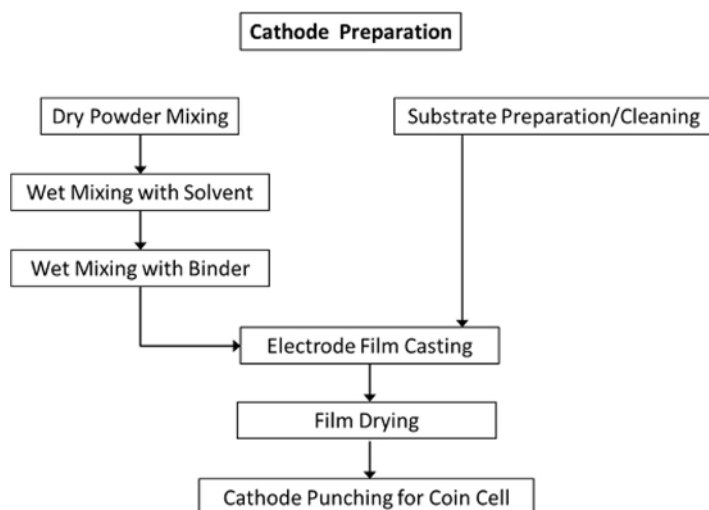 Cathode Preparation
Dry Powder Mixing
Substrate Preparation/Cleaning
Wet Mixing with Solvent
Wet Mixing with Binder
Electrode Film Casting
Film Drying
Cathode Punching for Coin Cell